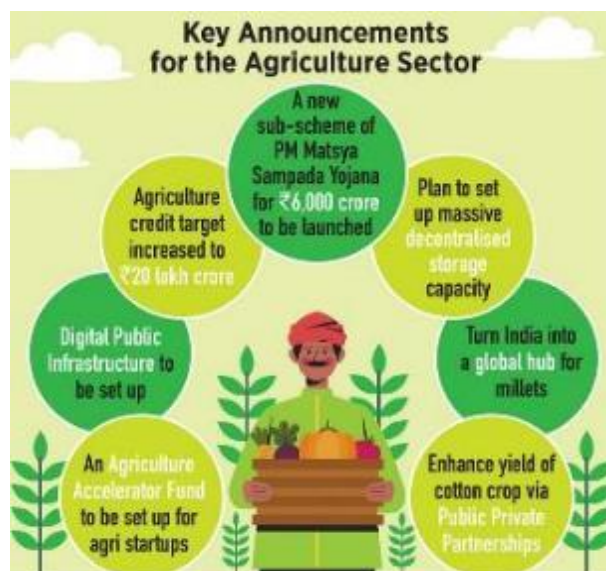 Key Announcements
for the Agriculture Sector
A new
sub-scheme of
PM Matsya
Sampada Yojana
for ₹6,000 crore
to be launched
Agriculture
credit target
increased to
₹20 lakh crore
Plan to set
up massive
decentralised
storage
capacity
Digital Public
Infrastructure to
be set up
Turn India into
a global hub for
millets
An Agriculture
Accelerator Fund
to be set up for
agri startups
Enhance yield of
cotton crop via
Public Private
Partnerships